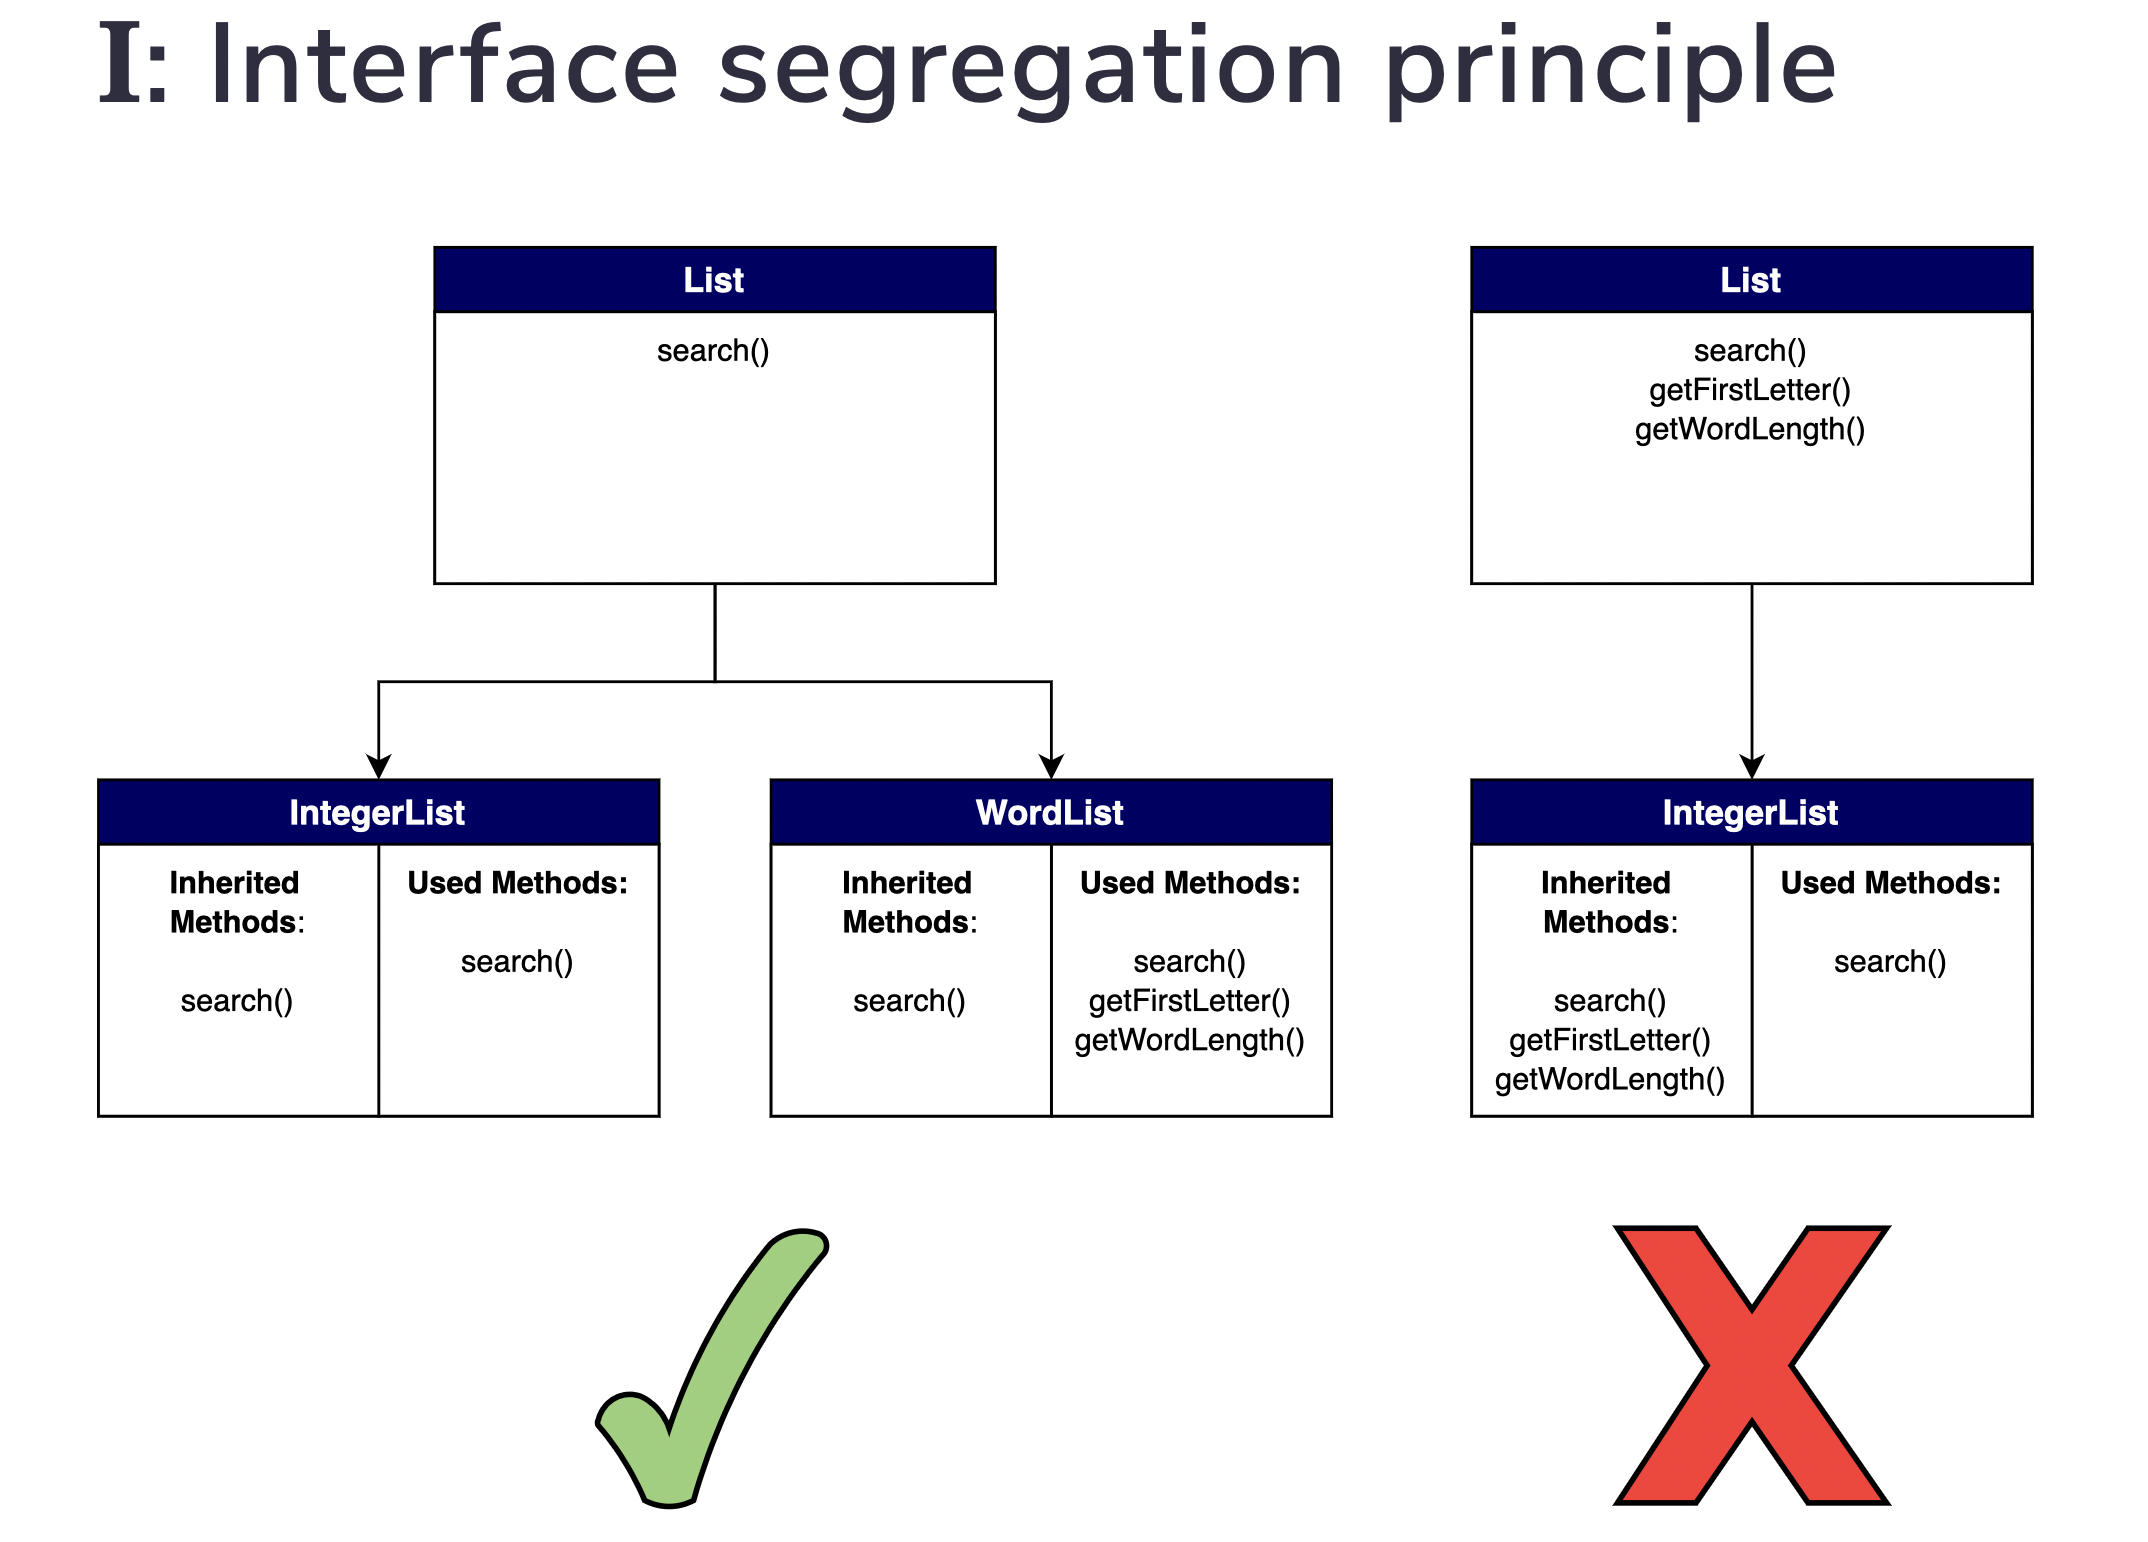 I: Interface segregation principle
List
search()
List
search()
getFirstLetter()
getWordLength()
IntegerList
Inherited
Methods:
search()
Used Methods:
search()
WordList
Inherited
Methods:
search()
Used Methods:
search()
getFirstLetter()
getWordLength()
IntegerList
Inherited
Methods:
search()
getFirstLetter()
getWordLength()
Used Methods:
search()